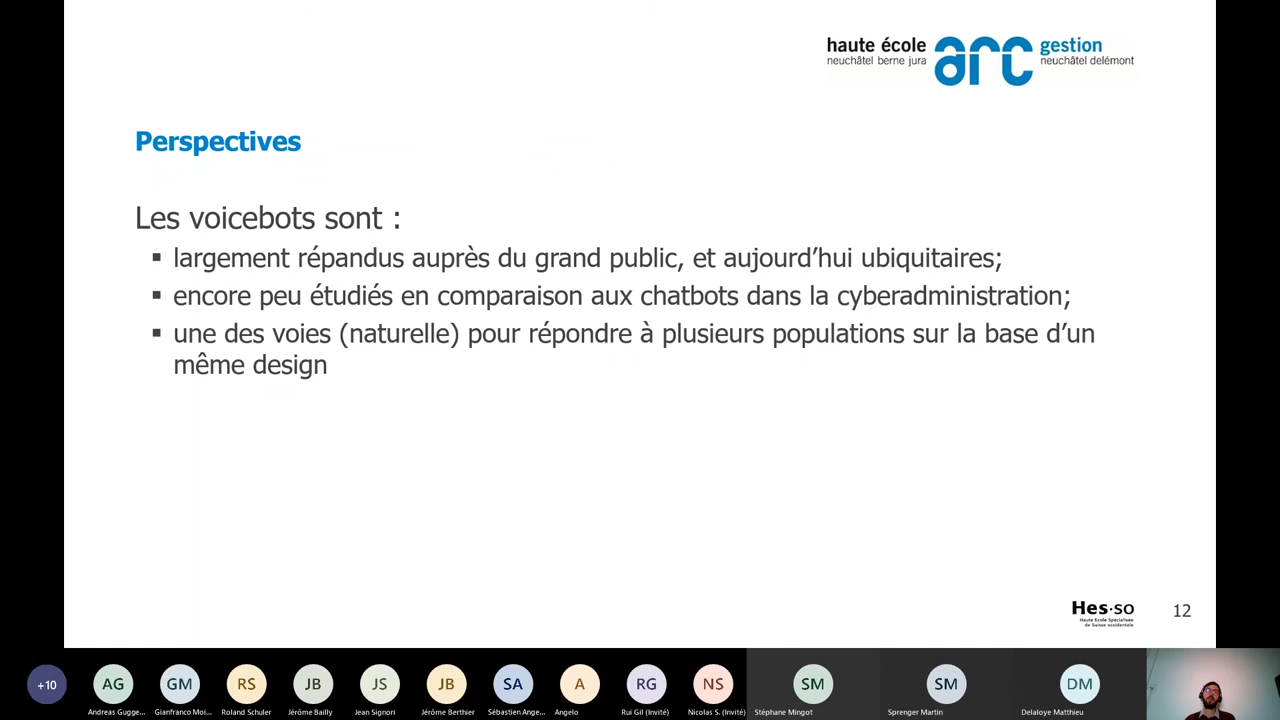 haute école
neuchâtel berne jura
arc
gestion
neuchâtel delémont
Perspectives
Les voicebots sont :
▪ largement répandus auprès du grand public, et aujourd’hui ubiquitaires;
▪ encore peu étudiés en comparaison aux chatbots dans la cyberadministration;
▪ une des voies (naturelle) pour répondre à plusieurs populations sur la base d’un
même design
Hes·so
Haute Ecole Spécialisée
de Suisse occidentale
12
+10
AG
GM
RS
JB
JS
JB
SA
A
RG
NS
SM
SM
DM
Andreas Gugge...
Gianfranco Moi...
Roland Schuler
Jérôme Bailly
Jean Signori
Jérôme Berthier
Sébastien Ange...
Angelo
Rui Gil (Invité)
Nicolas S. (Invité)
Stéphane Mingot
Sprenger Martin
Delaloye Matthieu